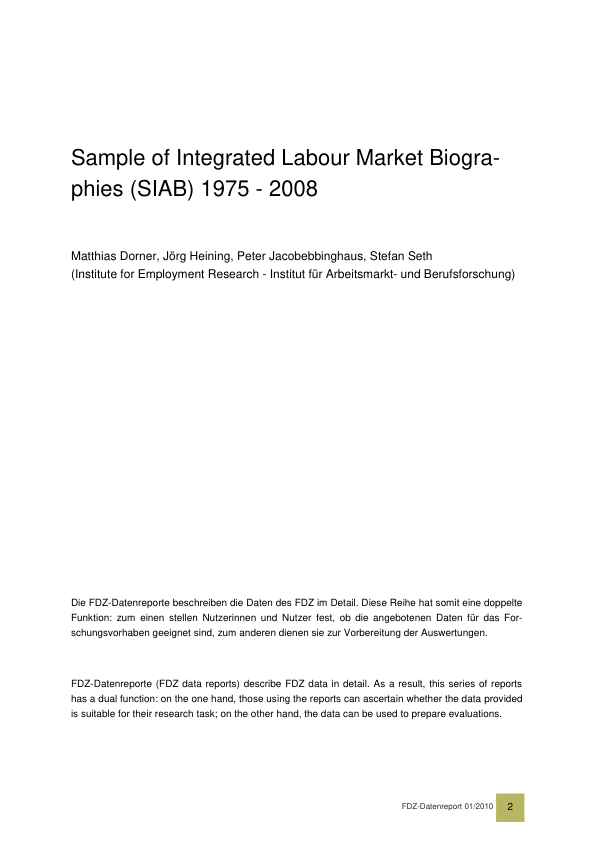 Sample of Integrated Labour Market Biogra-
phies (SIAB) 1975 - 2008
Matthias Dorner, Jörg Heining, Peter Jacobebbinghaus, Stefan Seth
(Institute for Employment Research - Institut für Arbeitsmarkt- und Berufsforschung)
Die FDZ-Datenreporte beschreiben die Daten des FDZ im Detail. Diese Reihe hat somit eine doppelte
Funktion: zum einen stellen Nutzerinnen und Nutzer fest, ob die angebotenen Daten für das For-
schungsvorhaben geeignet sind, zum anderen dienen sie zur Vorbereitung der Auswertungen.
FDZ-Datenreporte (FDZ data reports) describe FDZ data in detail. As a result, this series of reports
has a dual function: on the one hand, those using the reports can ascertain whether the data provided
is suitable for their research task; on the other hand, the data can be used to prepare evaluations.
FDZ-Datenreport 01/2010 2